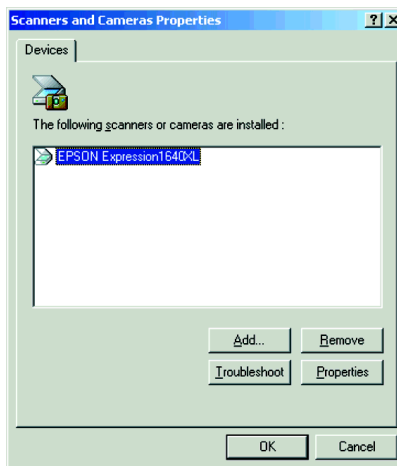 Scanners and Cameras Properties ? X
Devices
The following scanners or cameras are installed :
EPSON Expression1640XL
Add... Remove
Troubleshoot Properties
OK Cancel